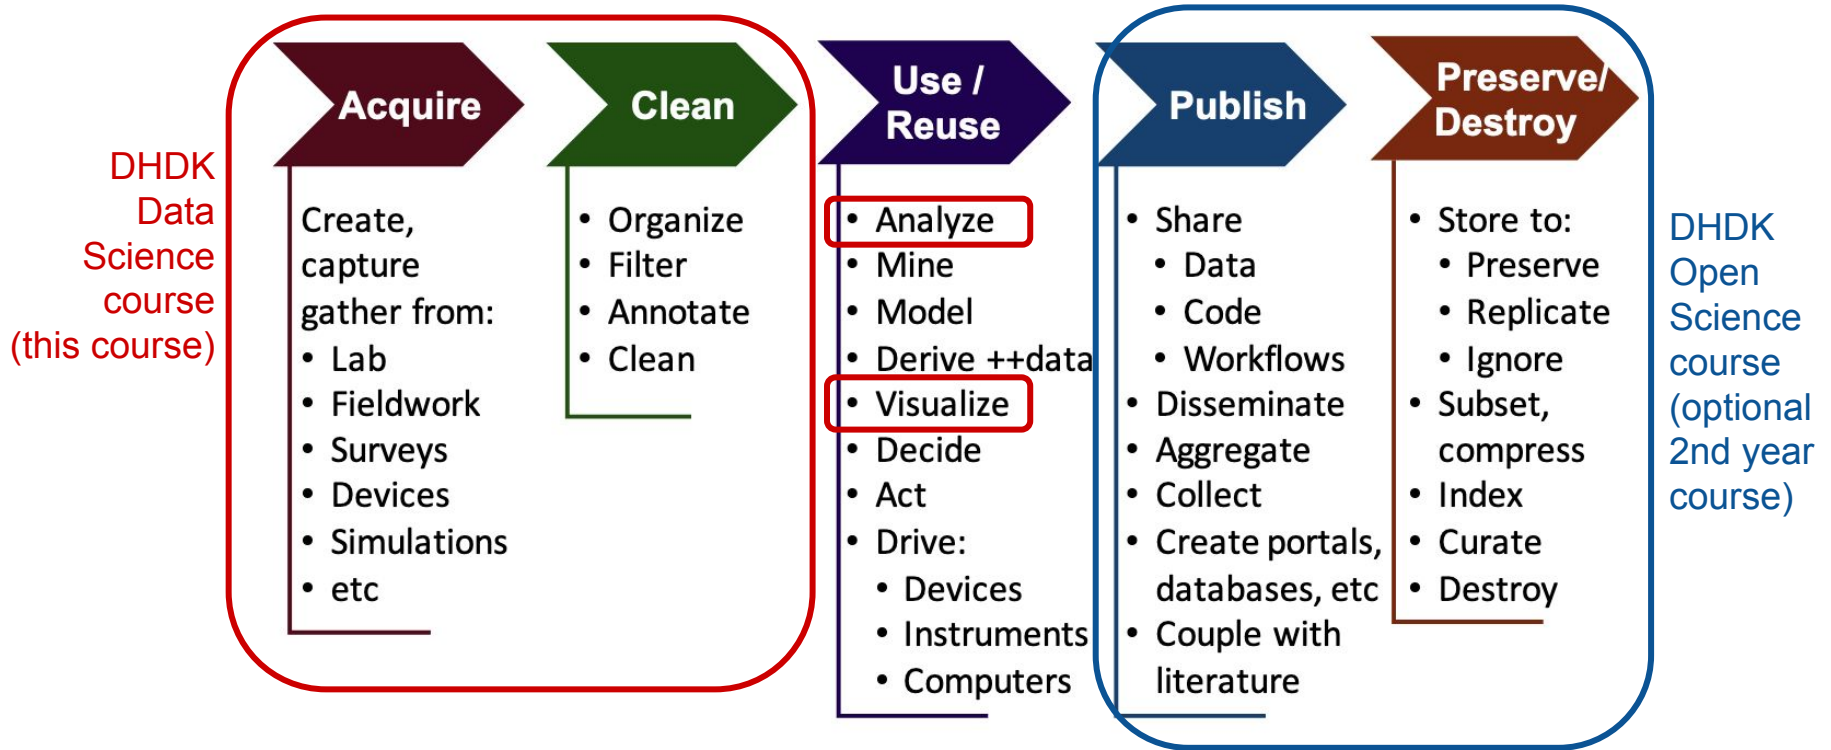 DHDK
Data
Science
course
(this course)
Acquire
Create,
capture
gather from:
• Lab
• Fieldwork
• Surveys
• Devices
• Simulations
• etc
Clean
• Organize
• Filter
• Annotate
• Clean
Use /
Reuse
• Analyze
• Mine
• Model
• Derive ++data
• Visualize
• Decide
• Act
• Drive:
• Devices
• Instruments
• Computers
Publish
• Share
• Data
• Code
• Workflows
• Disseminate
• Aggregate
• Collect
• Create portals,
databases, etc
• Couple with
literature
Preserve/
Destroy
• Store to:
• Preserve
• Replicate
• Ignore
• Subset,
compress
• Index
• Curate
• Destroy
DHDK
Open
Science
course
(optional
2nd year
course)